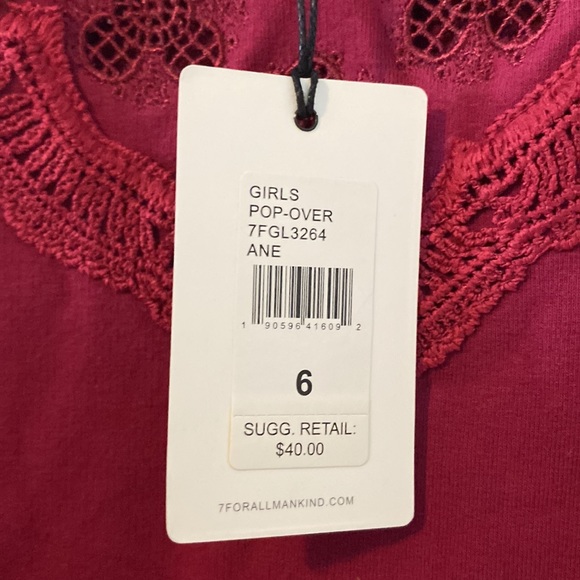 GIRLS
POP-OVER
7FGL3264
ANE
1 90596 41609 2
6
SUGG. RETAIL:
$40.00
7FORALLMANKIND.COM